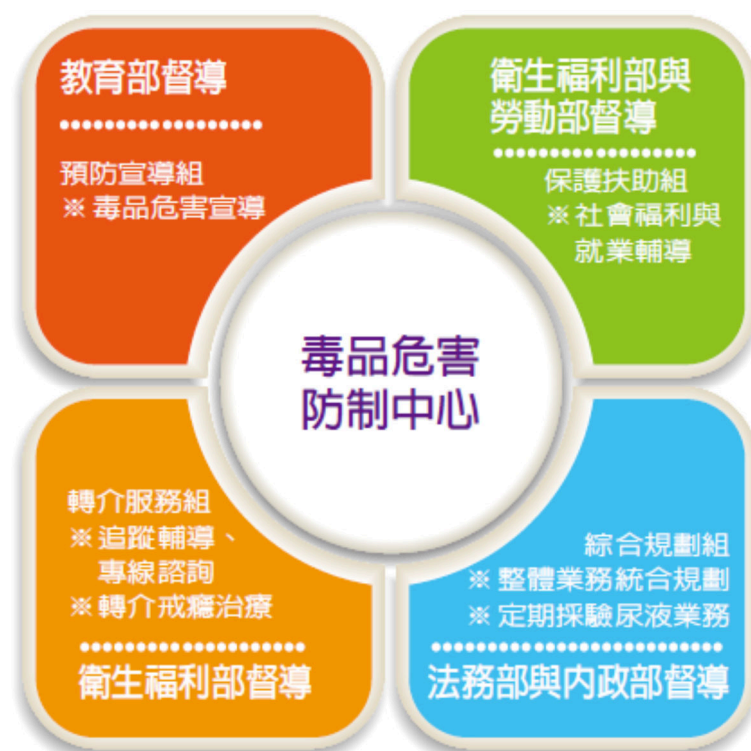 教育部督導
預防宣導組
※ 毒品危害宣導
衛生福利部與
勞動部督導
保護扶助組
※ 社會福利與
就業輔導
毒品危害
防制中心
轉介服務組
※ 追蹤輔導、
專線諮詢
※ 轉介戒癮治療
衛生福利部督導
綜合規劃組
※ 整體業務統合規劃
※ 定期採驗尿液業務
法務部與內政部督導